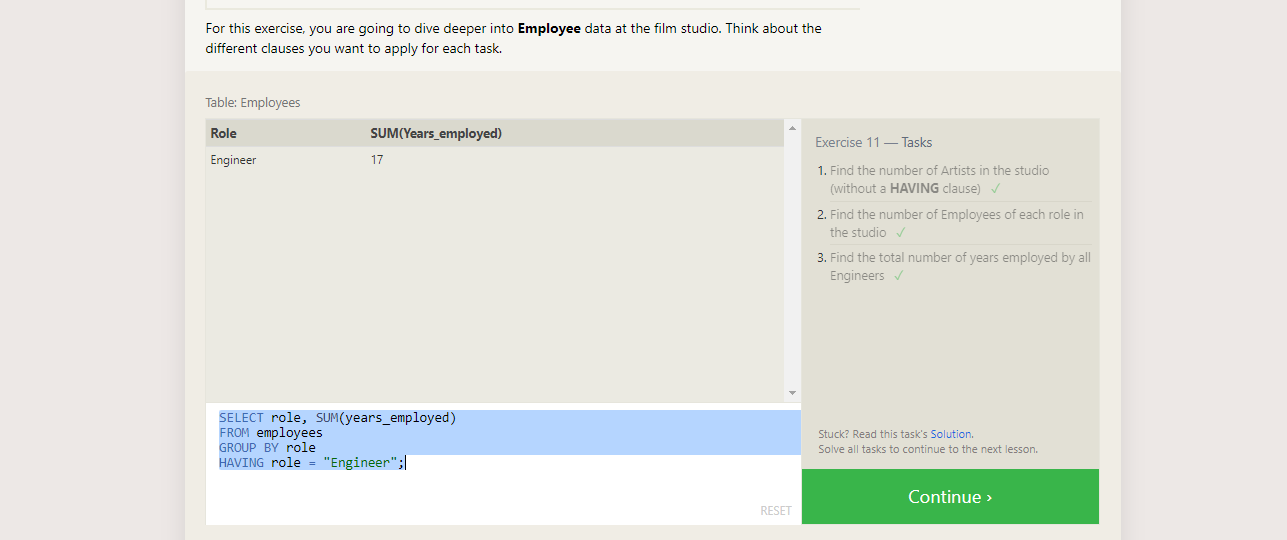 For this exercise, you are going to dive deeper into Employee data at the film studio. Think about the
different clauses you want to apply for each task.
Table: Employees
Role SUM(Years_employed)
Engineer 17
SELECT role, SUM(years_employed)
FROM employees
GROUP BY role
HAVING role = "Engineer";
RESET
Exercise 11 — Tasks
1. Find the number of Artists in the studio
(without a HAVING clause) ✓
2. Find the number of Employees of each role in
the studio ✓
3. Find the total number of years employed by all
Engineers ✓
Stuck? Read this task's Solution.
Solve all tasks to continue to the next lesson.
Continue ›